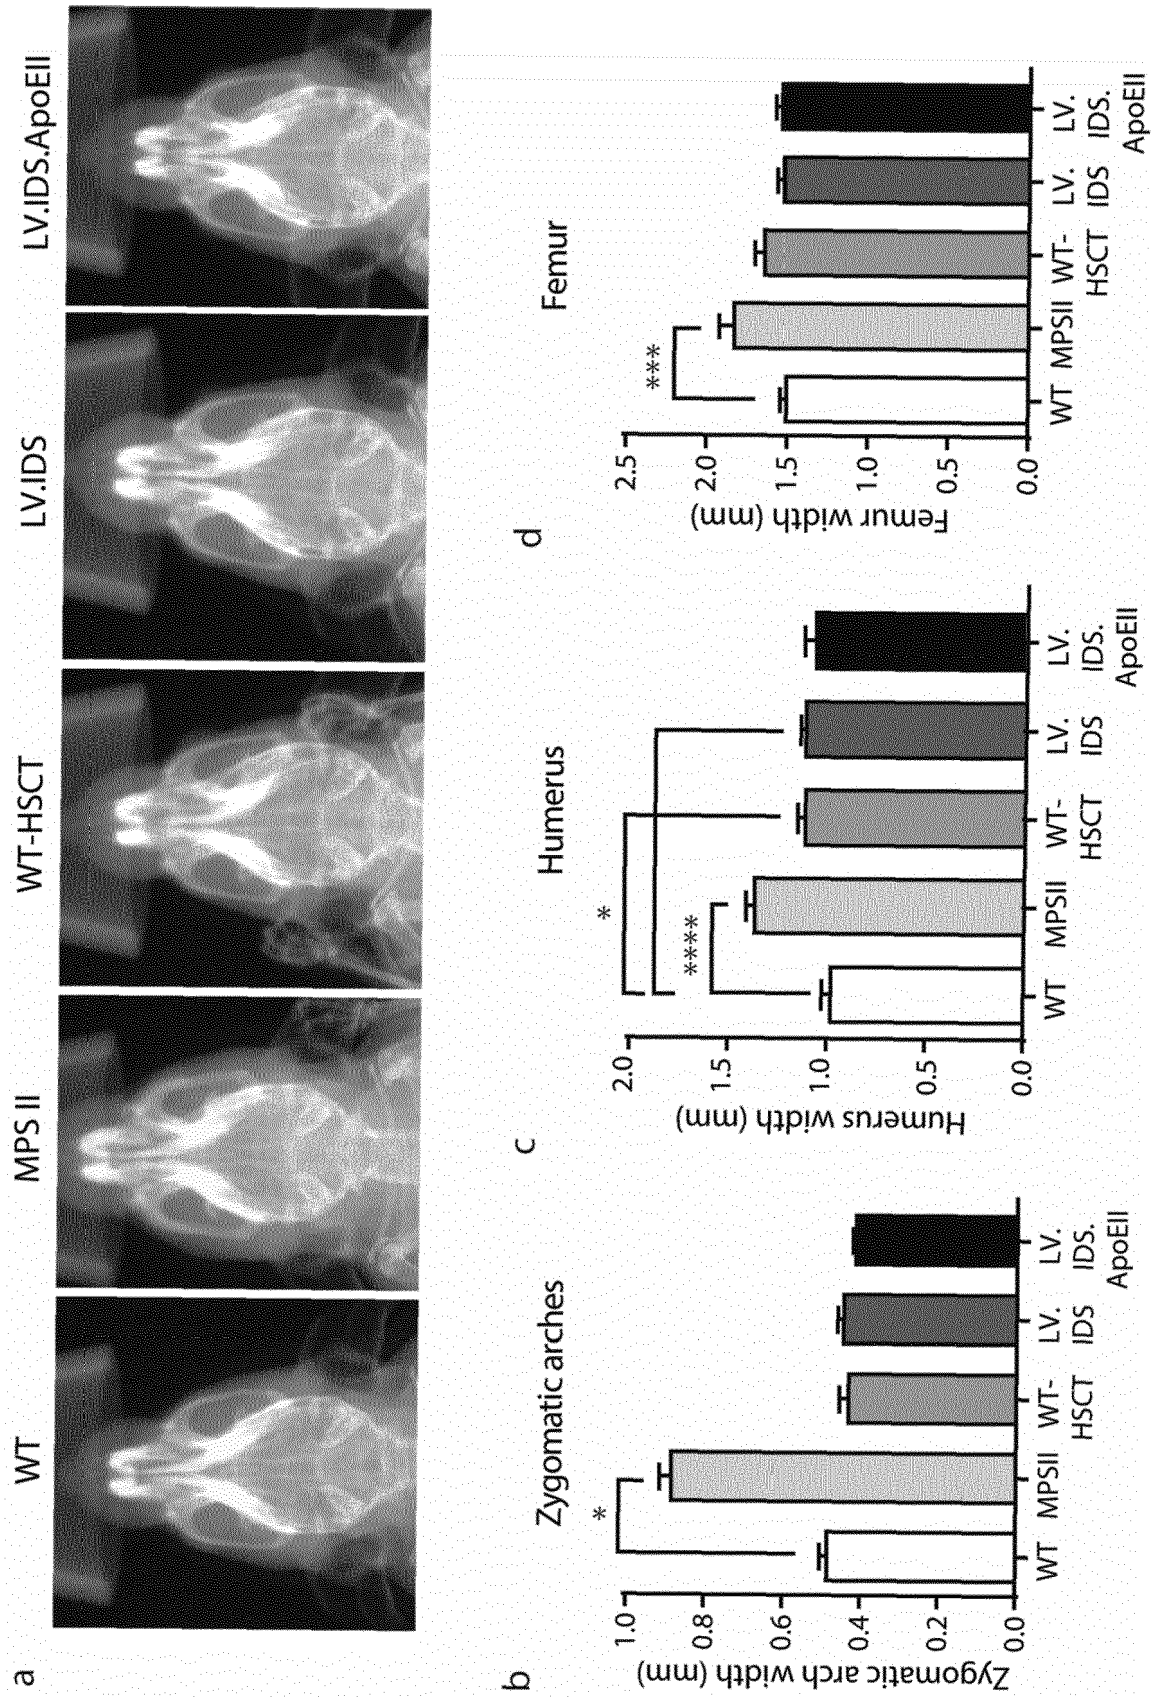 a
WT
MPS II
WT-HSCT
LV.IDS
LV.IDS.ApoEII
b
Zygomatic arches
Zygomatic arch width (mm)
1.0
0.8
0.6
0.4
0.2
0.0
*
WT
MPSII
WT-
HSCT
LV.
IDS
LV.
IDS.
ApoEII
c
Humerus
Humerus width (mm)
2.0
1.5
1.0
0.5
0.0
*
****
WT
MPSII
WT-
HSCT
LV.
IDS
LV.
IDS.
ApoEII
d
Femur
Femur width (mm)
2.5
2.0
1.5
1.0
0.5
0.0
***
WT
MPSII
WT-
HSCT
LV.
IDS
LV.
IDS.
ApoEII